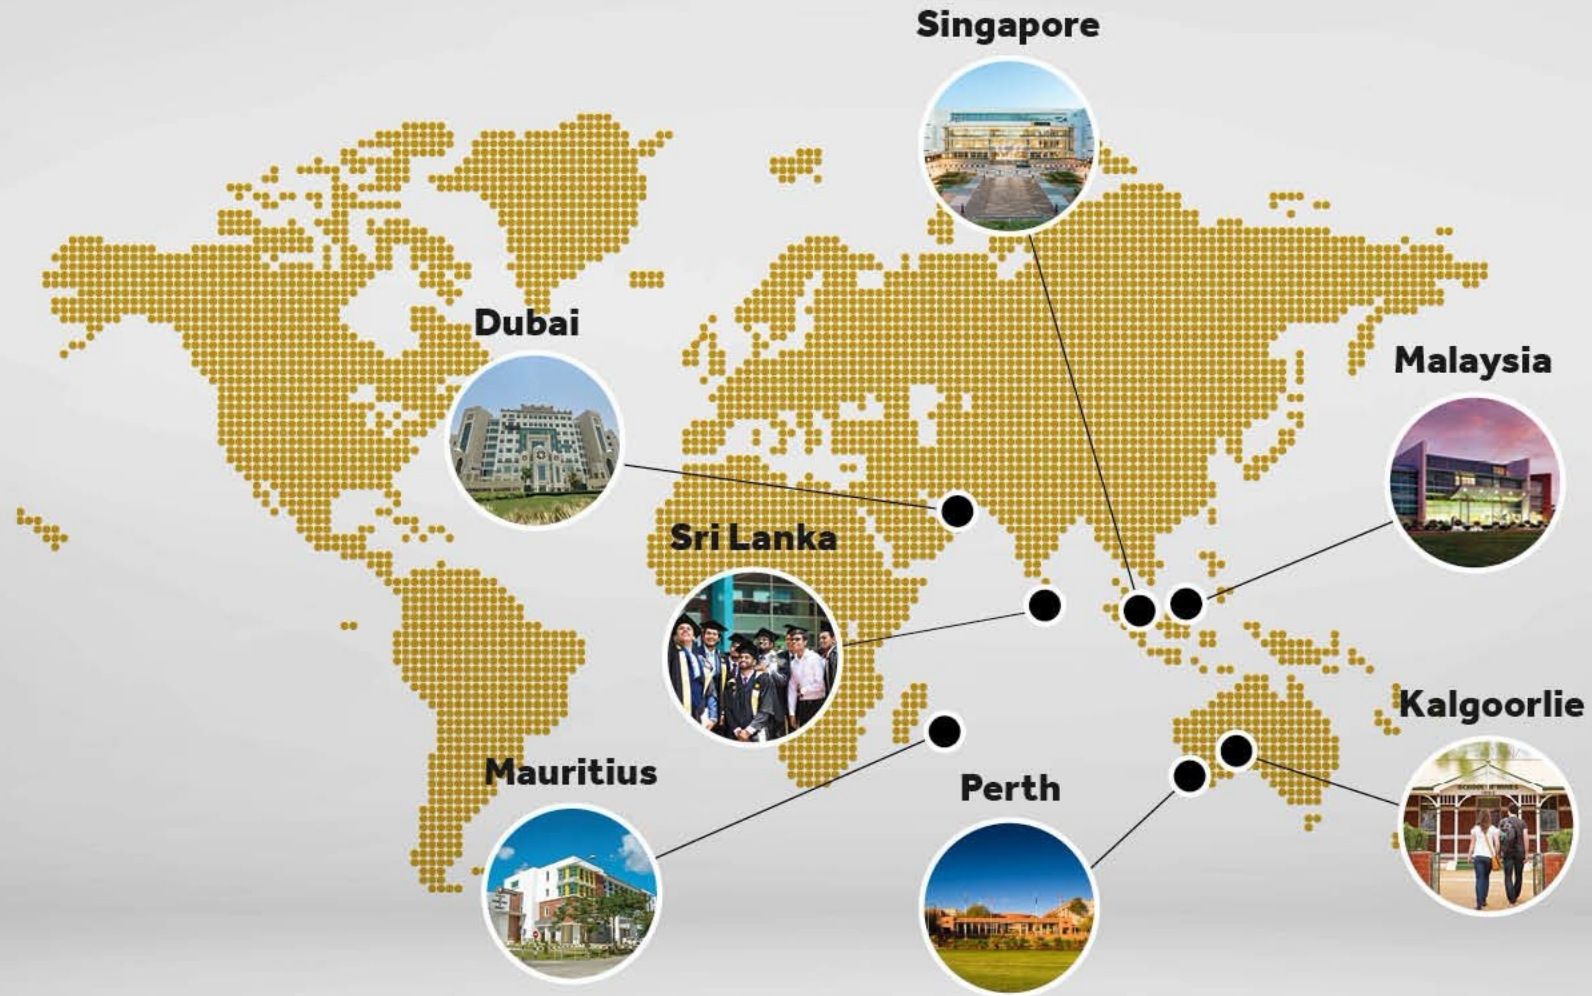 Singapore
Dubai
Malaysia
Sri Lanka
Kalgoorlie
Mauritius
Perth